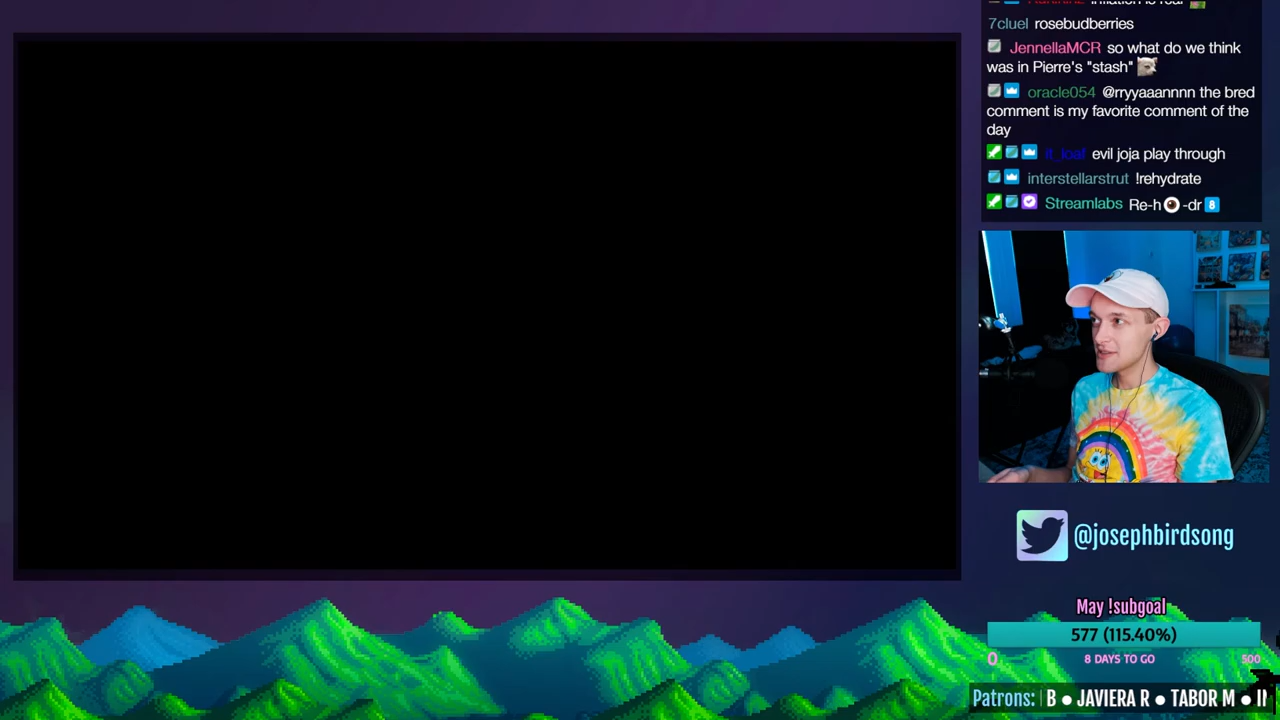 7cluel rosebudberries
JennellaMCR so what do we think
was in Pierre's "stash"
oracle054 @rryyaaannnn the bred
comment is my favorite comment of the
day
it_loaf evil joja play through
interstellarstrut !rehydrate
Streamlabs Re-h -dr 8
@josephbirdsong
May !subgoal
577 (115.40%)
0 8 DAYS TO GO 500
Patrons: B ● JAVIERA R ● TABOR M ●